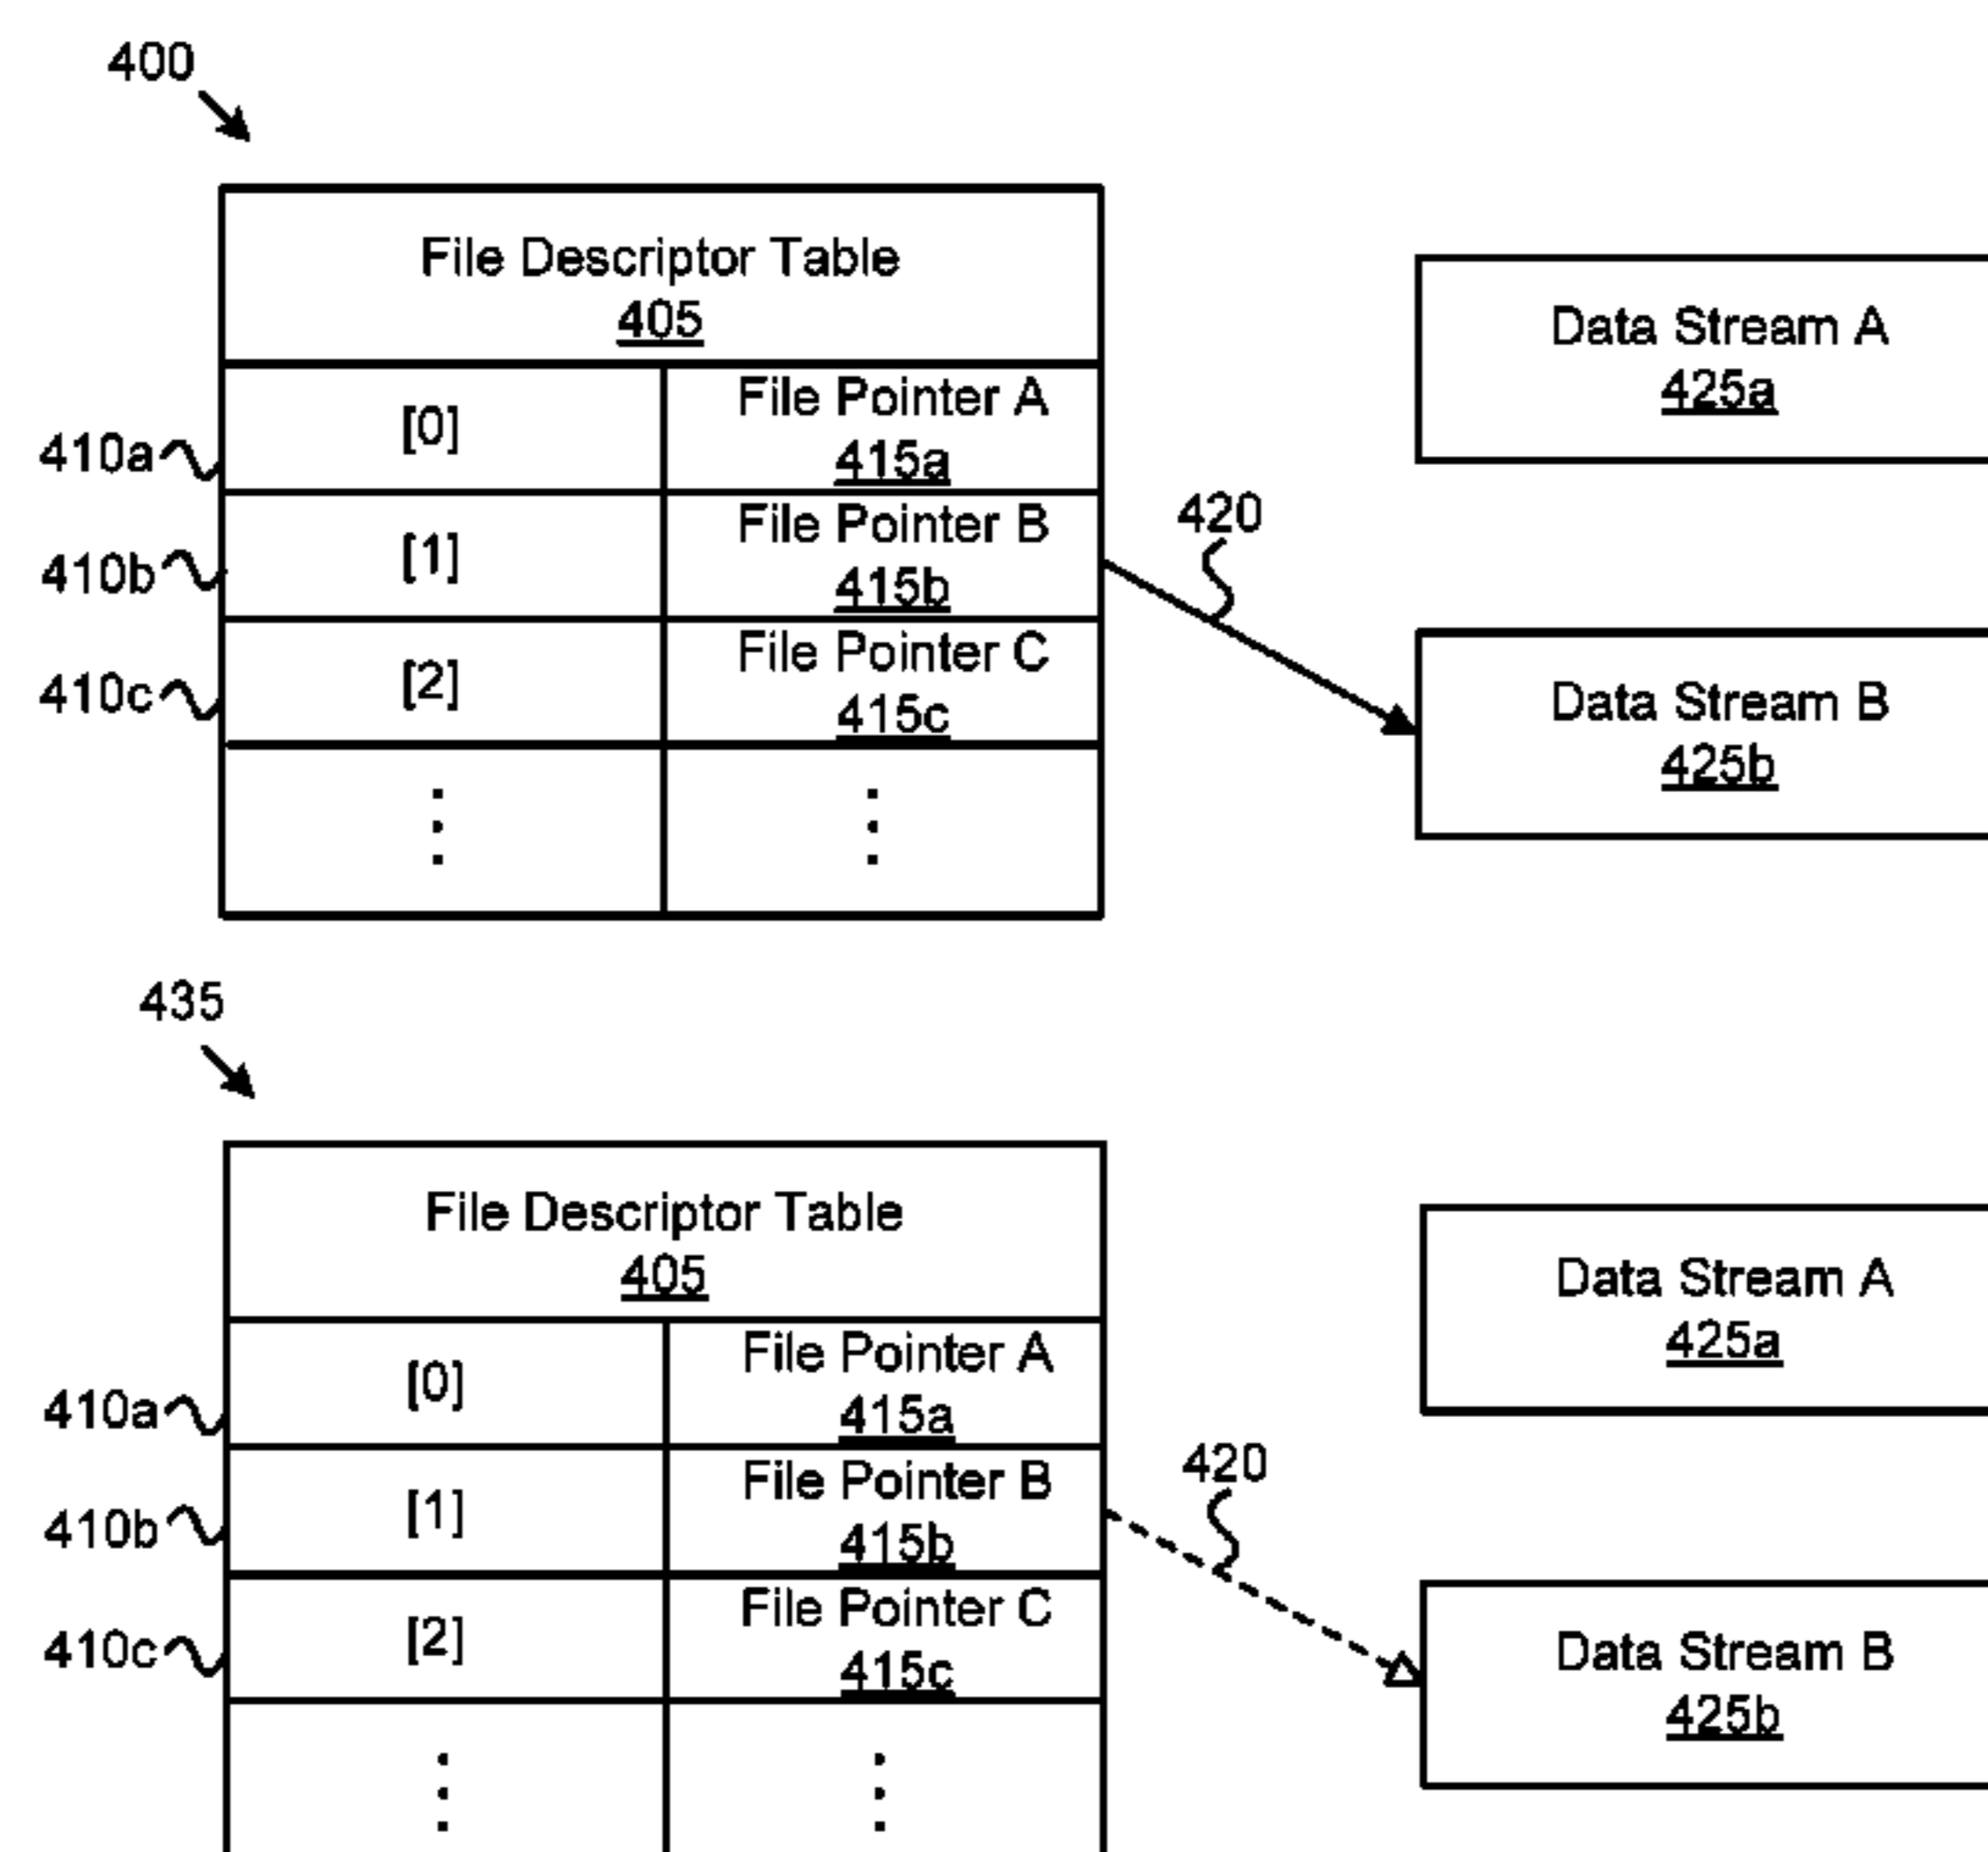 400
File Descriptor Table
405
Data Stream A
425a
410a
[0]
File Pointer A
415a
420
410b
[1]
File Pointer B
415b
410c
[2]
File Pointer C
415c
Data Stream B
425b
435
File Descriptor Table
405
Data Stream A
425a
410a
[0]
File Pointer A
415a
420
410b
[1]
File Pointer B
415b
410c
[2]
File Pointer C
415c
Data Stream B
425b